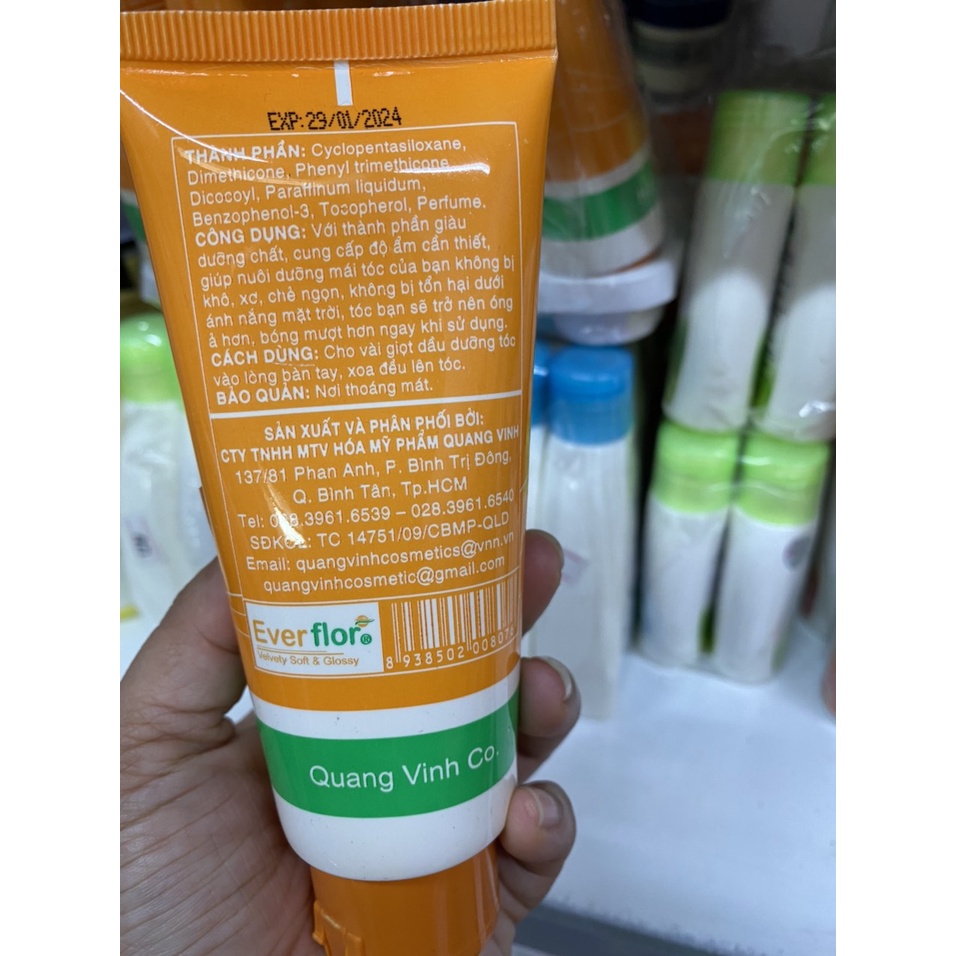 EXP: 29/01/2024
THÀNH PHẦN: Cyclopentasiloxane,
Dimethicone, Phenyl trimethicone,
Dicocoyl, Paraffinum liquidum,
Benzophenol-3, Tocopherol, Perfume.
CÔNG DỤNG: Với thành phần giàu
dưỡng chất, cung cấp độ ẩm cần thiết,
giúp nuôi dưỡng mái tóc của bạn không bị
khô, xơ, chẻ ngọn, không bị tổn hại dưới
ánh nắng mặt trời, tóc bạn sẽ trở nên óng
ả hơn, bóng mượt hơn ngay khi sử dụng.
CÁCH DÙNG: Cho vài giọt dầu dưỡng tóc
vào lòng bàn tay, xoa đều lên tóc.
BẢO QUẢN: Nơi thoáng mát.
SẢN XUẤT VÀ PHÂN PHỐI BỞI:
CTY TNHH MTV HÓA MỸ PHẨM QUANG VINH
137/81 Phan Anh, P. Bình Trị Đông,
Q. Bình Tân, Tp.HCM
Tel: 028.3961.6539 – 028.3961.6540
SĐKCL: TC 14751/09/CBMP-QLD
Email: quangvinhcosmetics@vnn.vn
quangvinhcosmetic@gmail.com
Everflor®
Velvety Soft & Glossy
8 938502 008076
Quang Vinh Co.